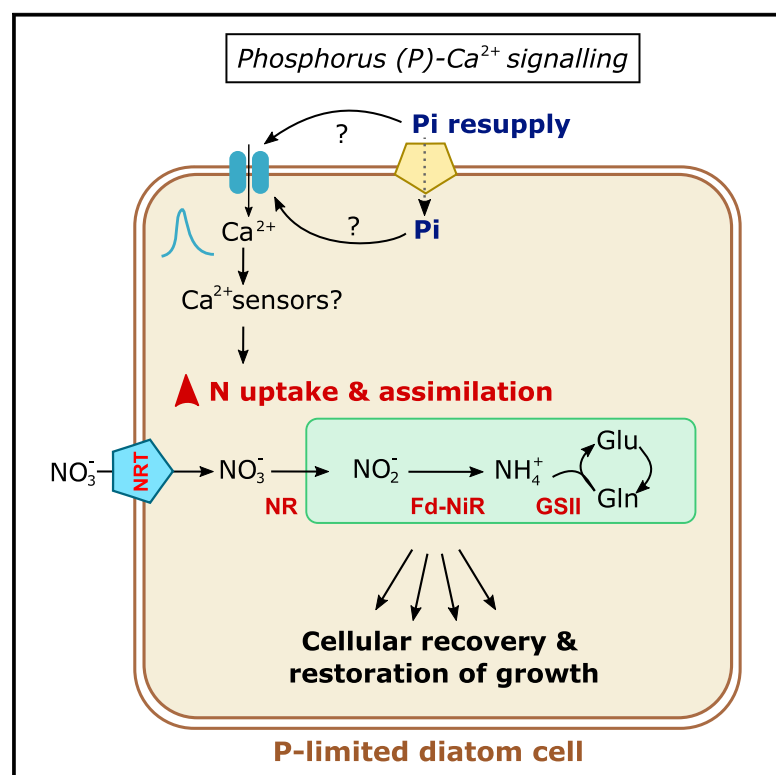 Phosphorus (P)-Ca²⁺ signalling
Pi resupply
?
?
Pi
Ca²⁺
Ca²⁺sensors?
N uptake & assimilation
NO₃⁻
NRT
NO₃⁻
NR
NO₂⁻
Fd-NiR
NH₄⁺
GSII
Glu
Gln
Cellular recovery &
restoration of growth
P-limited diatom cell